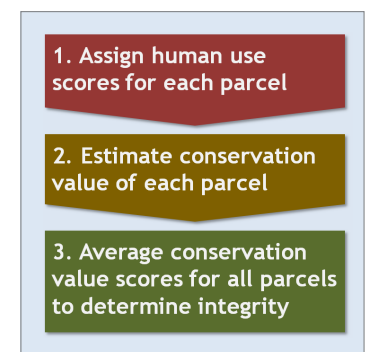 1. Assign human use
scores for each parcel
2. Estimate conservation
value of each parcel
3. Average conservation
value scores for all parcels
to determine integrity